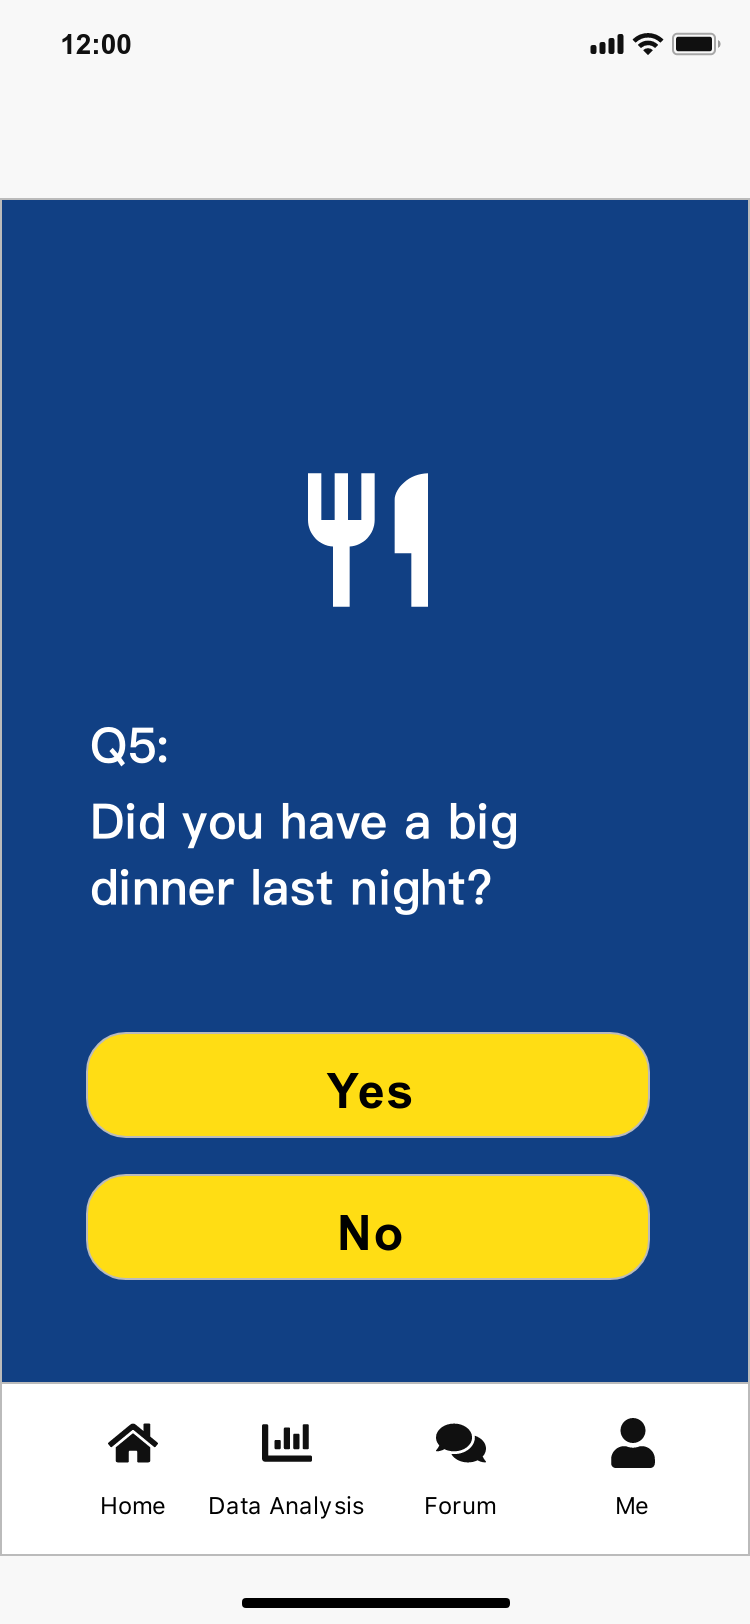 12:00
Q5:
Did you have a big
dinner last night?
Yes
No
Home
Data Analysis
Forum
Me